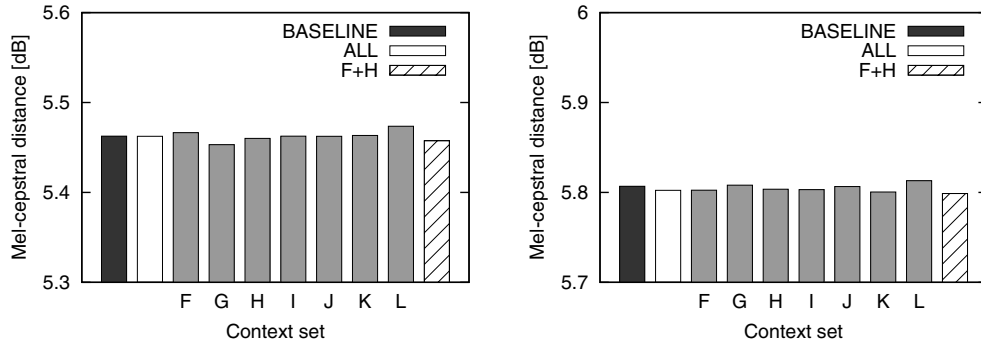 Mel-cepstral distance [dB]
5.6
5.5
5.4
5.3
BASELINE
ALL
F+H
F G H I J K L
Context set
Mel-cepstral distance [dB]
6
5.9
5.8
5.7
BASELINE
ALL
F+H
F G H I J K L
Context set